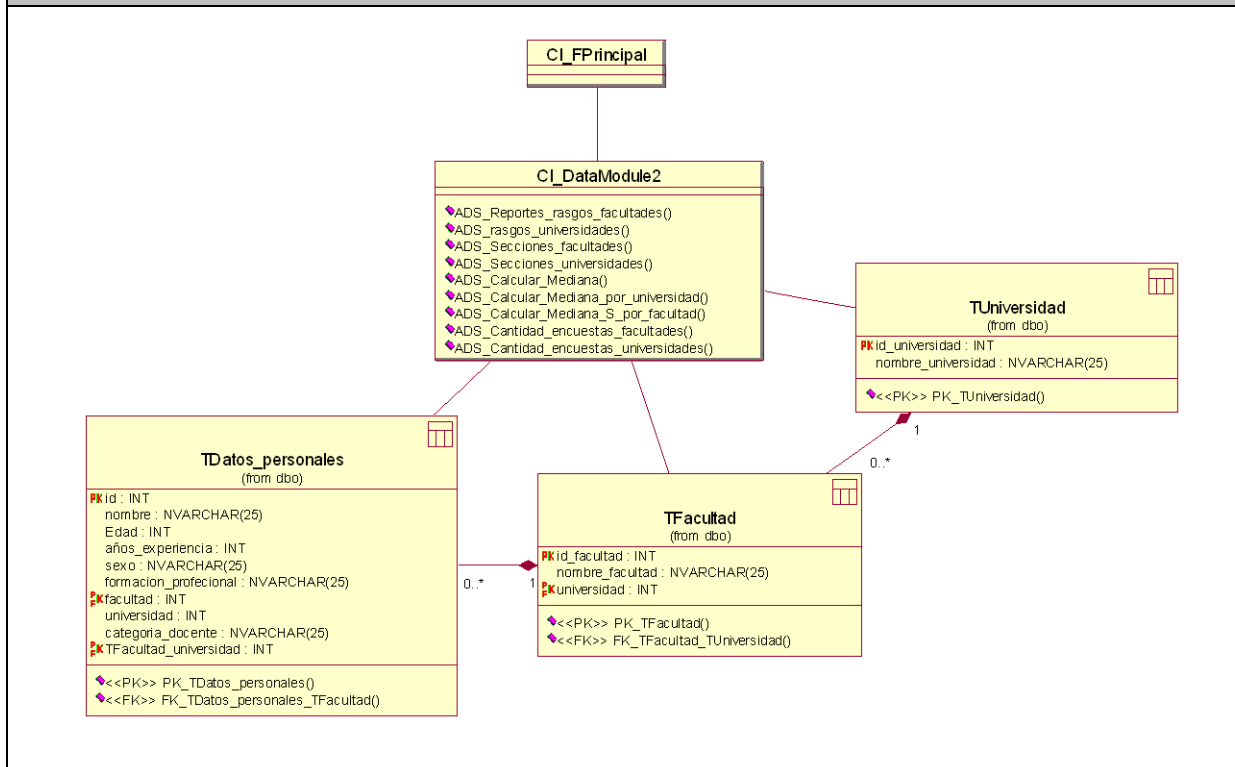 CI_FPrincipal
CI_DataModule2
ADS_Reportes_rasgos_facultades()
ADS_rasgos_universidades()
ADS_Secciones_facultades()
ADS_Secciones_universidades()
ADS_Calcular_Mediana()
ADS_Calcular_Mediana_por_universidad()
ADS_Calcular_Mediana_S_por_facultad()
ADS_Cantidad_encuestas_facultades()
ADS_Cantidad_encuestas_universidades()
TUniversidad
(from dbo)
PK id_universidad : INT
nombre_universidad : NVARCHAR(25)
<<PK>> PK_TUniversidad()
1
0..*
TDatos_personales
(from dbo)
PK id : INT
nombre : NVARCHAR(25)
Edad : INT
años_experiencia : INT
sexo : NVARCHAR(25)
formacion_profecional : NVARCHAR(25)
PFK facultad : INT
universidad : INT
categoria_docente : NVARCHAR(25)
PFK TFacultad_universidad : INT
<<PK>> PK_TDatos_personales()
<<FK>> FK_TDatos_personales_TFacultad()
0..*
1
TFacultad
(from dbo)
PK id_facultad : INT
nombre_facultad : NVARCHAR(25)
PFK universidad : INT
<<PK>> PK_TFacultad()
<<FK>> FK_TFacultad_TUniversidad()